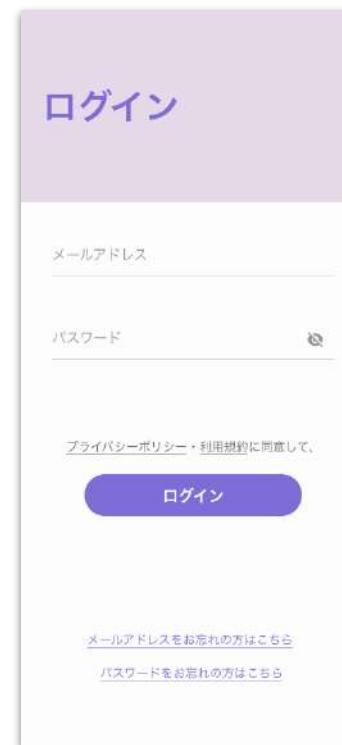 ログイン
メールアドレス
パスワード
プライバシーポリシー・利用規約に同意して、
ログイン
メールアドレスをお忘れの方はこちら
パスワードをお忘れの方はこちら